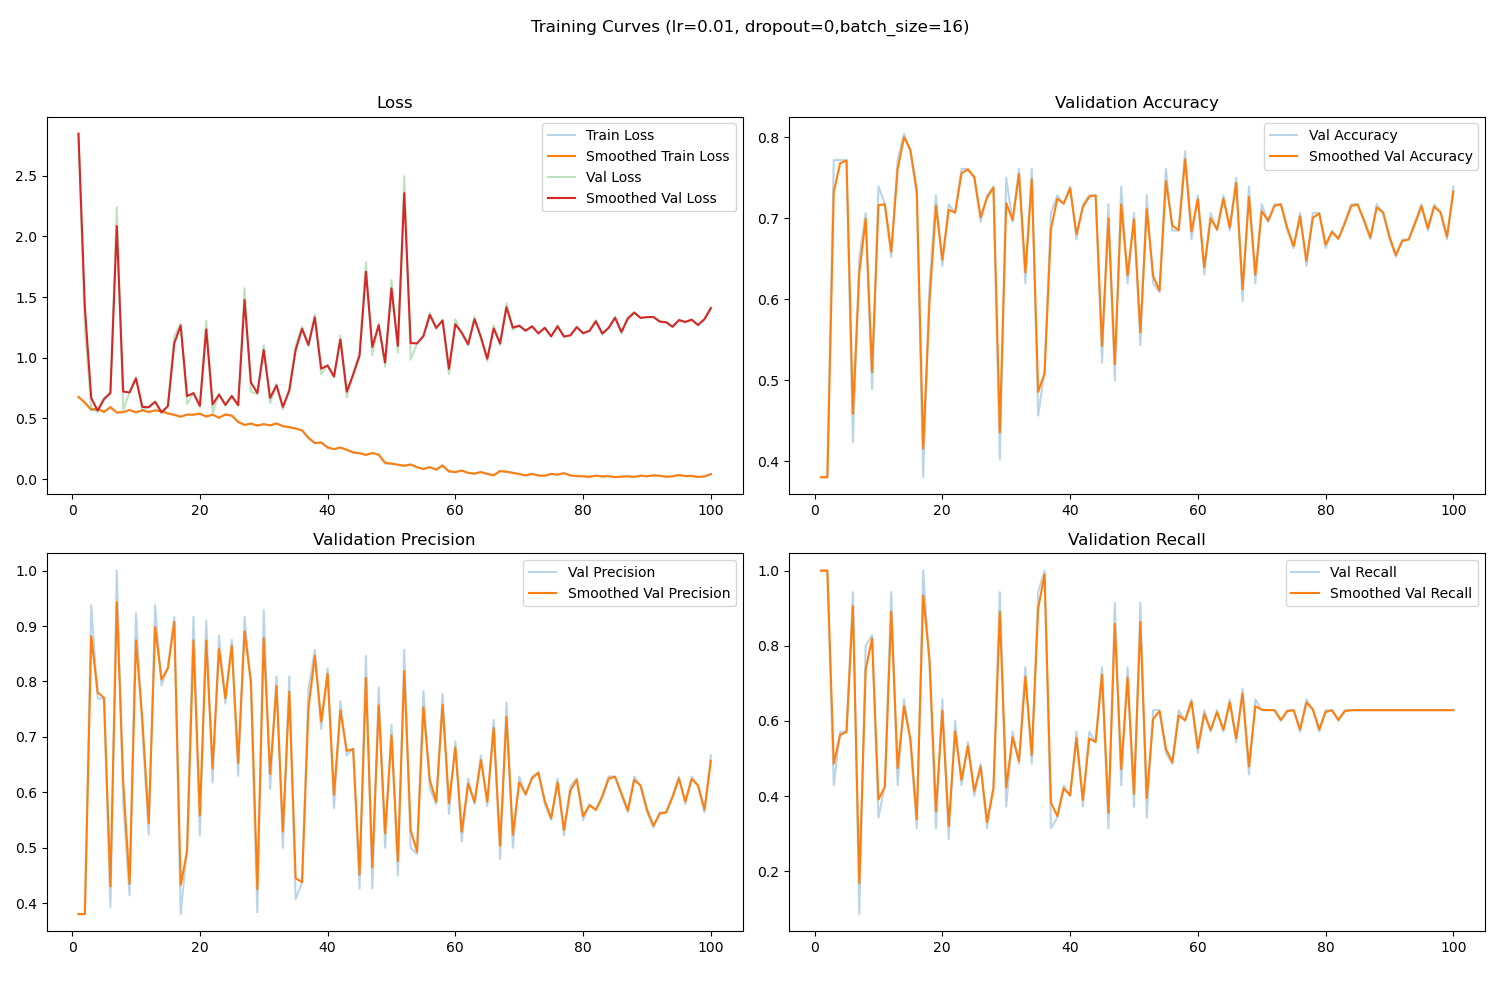 Training Curves (lr=0.01, dropout=0,batch_size=16)
Loss
Train Loss
Smoothed Train Loss
Val Loss
Smoothed Val Loss
2.5
2.0
1.5
1.0
0.5
0.0
0 20 40 60 80 100
Validation Accuracy
Val Accuracy
Smoothed Val Accuracy
0.8
0.7
0.6
0.5
0.4
0 20 40 60 80 100
Validation Precision
Val Precision
Smoothed Val Precision
1.0
0.9
0.8
0.7
0.6
0.5
0.4
0 20 40 60 80 100
Validation Recall
Val Recall
Smoothed Val Recall
1.0
0.8
0.6
0.4
0.2
0 20 40 60 80 100